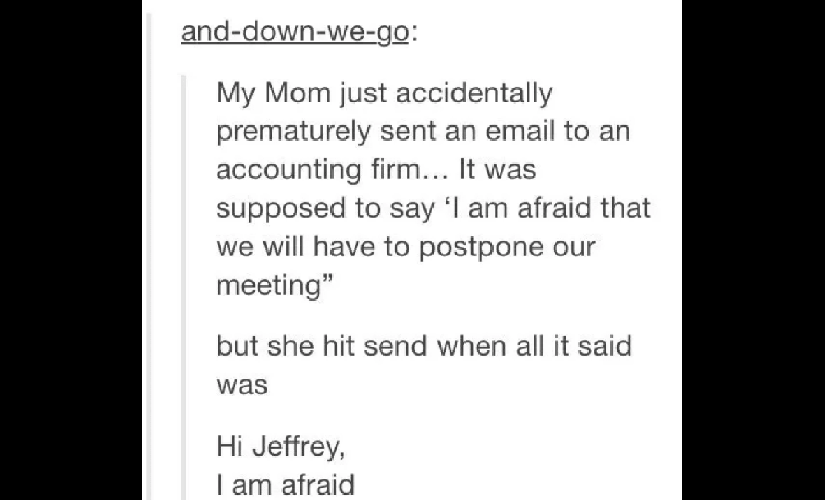 and-down-we-go:
My Mom just accidentally
prematurely sent an email to an
accounting firm... It was
supposed to say ‘I am afraid that
we will have to postpone our
meeting”
but she hit send when all it said
was
Hi Jeffrey,
I am afraid